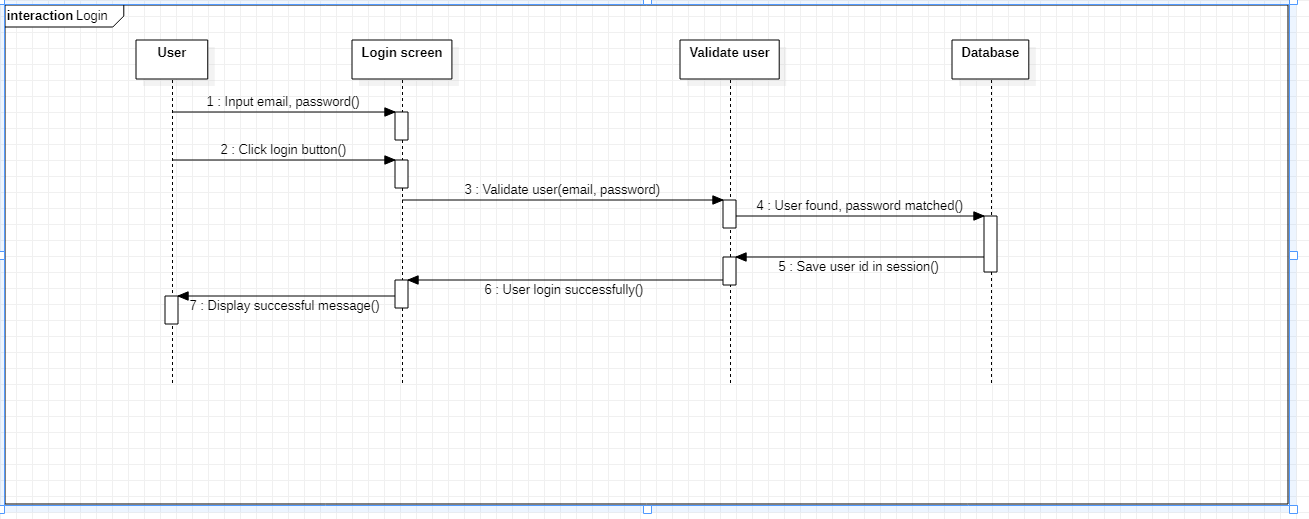 interaction Login
User
Login screen
Validate user
Database
1 : Input email, password()
2 : Click login button()
3 : Validate user(email, password)
4 : User found, password matched()
5 : Save user id in session()
6 : User login successfully()
7 : Display successful message()